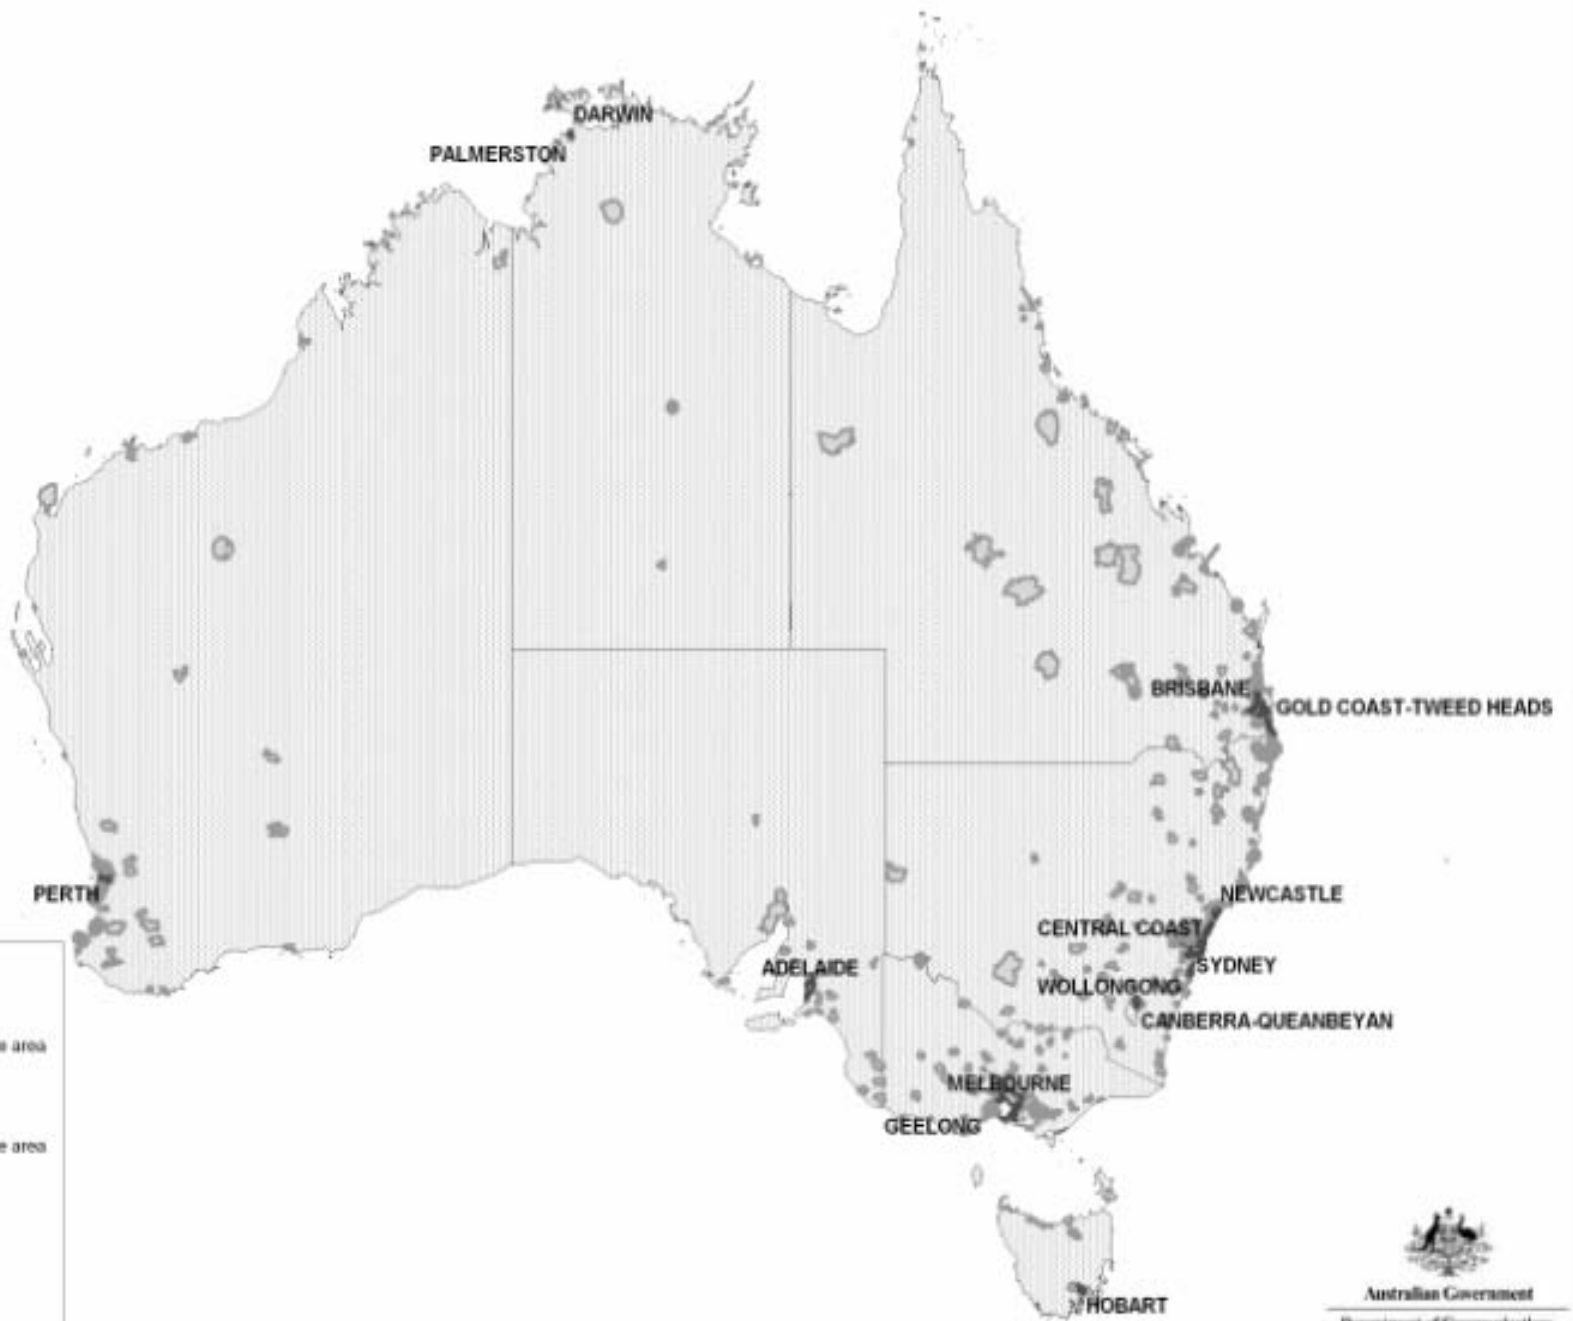 DARWIN
PALMERSTON
BRISBANE
GOLD COAST-TWEED HEADS
PERTH
NEWCASTLE
CENTRAL COAST
ADELAIDE
SYDNEY
WOLLONGONG
CANBERRA-QUEANBEYAN
area
MELBOURNE
GEELONG
area
HOBART
Australian Government